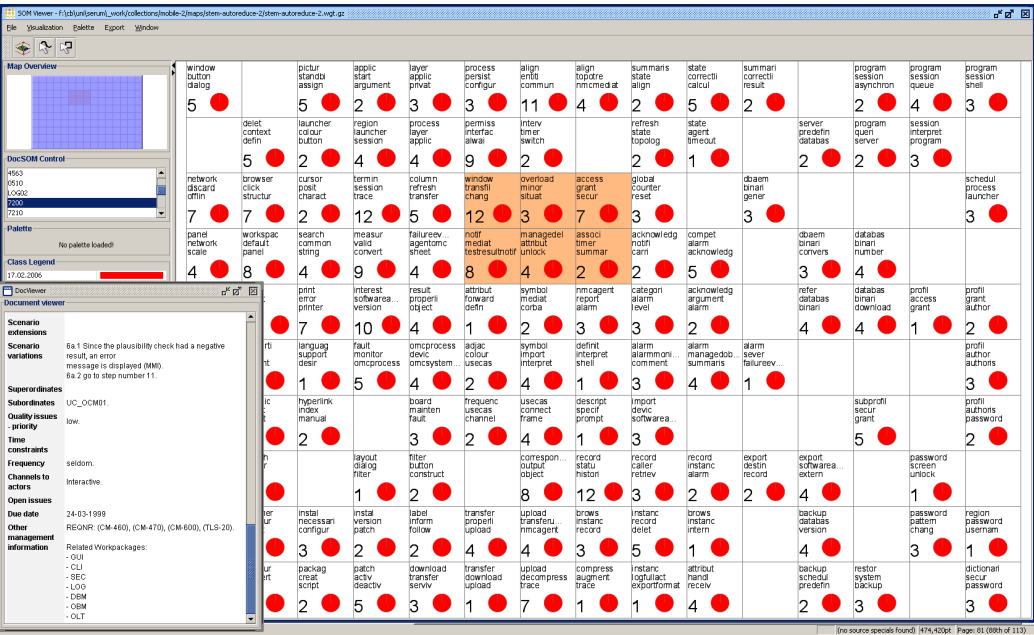 SOM Viewer - f:\cb\uni\serum\_work/collections/mobile-2/maps/stem-autoreduce-2/stem-autoreduce-2.wgt.gz
File Visualization Palette Export Window
Map Overview
DocSOM Control
4563
0510
LOG02
7200
7210
Palette
No palette loaded!
Class Legend
17.02.2006
window button dialog 5
pictur standbi assign 5
applic start argument 2
layer applic privat 3
process persist configur 3
align entiti commun 11
align topotre nmcmediat 4
summaris state align 2
state correctli calcul 5
summari correctli result 2
program session asynchron 2
program session queue 4
program session shell 3
delet context defin 5
launcher colour button 2
region launcher session 4
process layer applic 4
permiss interfac alwai 9
interv timer switch 2
refresh state topolog 2
state agent timeout 1
server predefin databas 2
program queri server 2
session interpret program 3
network discard offlin 7
browser click structur 7
cursor posit charact 2
termin session trace 12
column refresh transfer 5
window transfil chang 12
overload minor situat 3
access grant secur 7
global counter reset 3
dbaem binari gener 3
schedul process launcher 3
panel network scale 4
workspac default panel 8
search common string 4
measur valid convert 9
failureev... agentomc sheet 4
notif mediat testresultnotif 8
managedel attribut unlock 4
associ timer summar 2
acknowledg notifi carri 2
compet alarm acknowledg 5
dbaem binari convers 3
databas binari number 4
print error printer 7
interest softwarea... version 10
result properli object 4
attribut forward defin 1
symbol mediat corba 2
nmcagent report alarm 3
categori alarm level 3
acknowledg argument alarm 2
refer databas binari 4
databas binari download 4
profil access grant 1
profil grant author 2
languag support desir 1
fault monitor omcprocess 5
omcprocess devic omcsystem... 4
adjac colour usecas 2
symbol import interpret 4
definit interpret shell 1
alarm alarmmoni... comment 3
alarm managedob... summaris 4
alarm sever failureev... 1
profil author authoris 3
hyperlink index manual 2
board mainten fault 3
frequenc usecas channel 2
usecas connect frame 4
descript specif prompt 1
import devic softwarea... 3
subprofil secur grant 5
profil authoris password 2
layout dialog filter 1
filter button construct 2
correspon... output object 8
record statu histori 12
record caller retriev 3
record instanc alarm 2
export destin record 2
export softwarea... extern 4
password screen unlock 1
instal necessari configur 3
instal version patch 2
label inform follow 2
transfer properli upload 4
upload transferu... nmcagent 4
brows instanc record 3
instanc record delet 5
brows instanc intern 1
backup databas version 4
password pattern chang 3
region password usernam 1
packag creat script 2
patch activ deactiv 5
download transfer serviv 3
transfer download upload 1
upload decompress trace 7
compress augment trace 1
instanc logfullact exportformat 1
attribut handl receiv 4
backup schedul predefin 2
restor system backup 3
dictionari secur password 3
DocViewer
Document viewer
Scenario extensions
Scenario variations
6a.1 Since the plausibility check had a negative
result, an error
message is displayed (MMI).
6a.2 go to step number 11.
Superordinates
Subordinates UC_OCM01.
Quality issues - priority low.
Time constraints
Frequency seldom.
Channels to actors Interactive.
Open issues
Due date 24-03-1999
Other management information
REQNR: (CM-460), (CM-470), (CM-600), (TLS-20).
Related Workpackages:
- GUI
- CLI
- SEC
- LOG
- DBM
- OBM
- OLT
(no source specials found) 474,420pt Page: 81 (88th of 113)